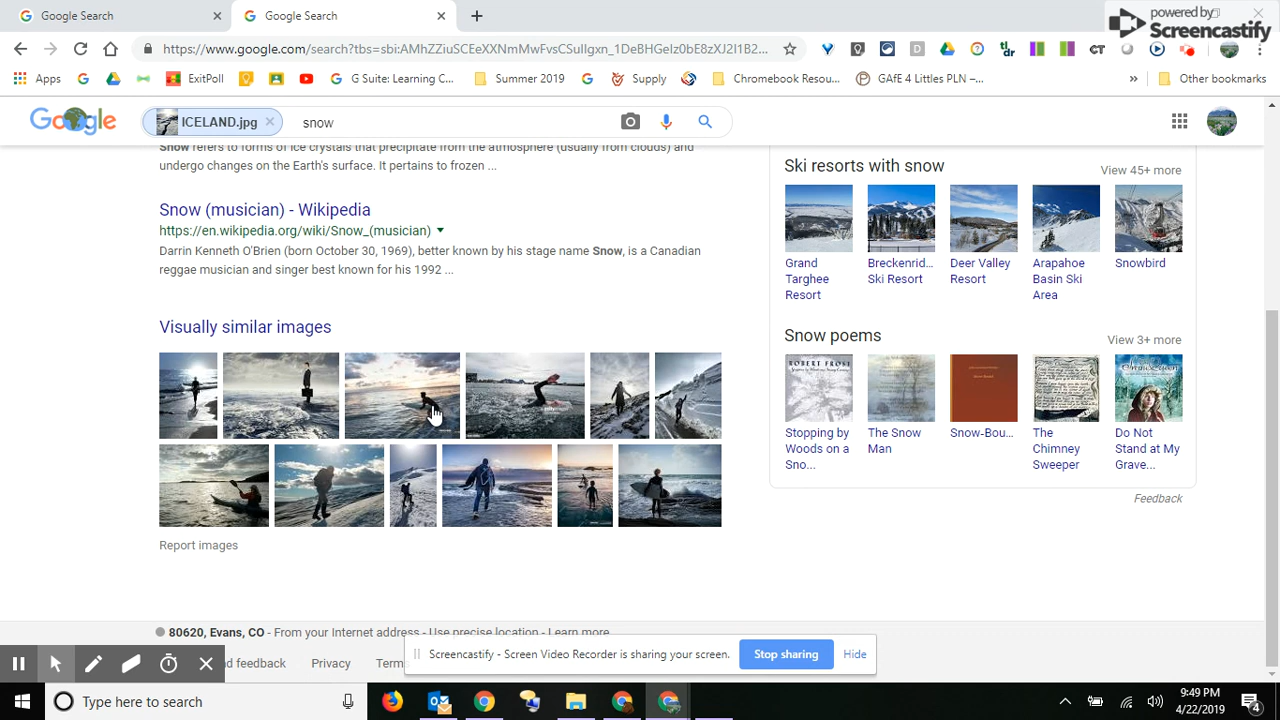 Google Search
Google Search
powered by
Screencastify
https://www.google.com/search?tbs=sbi:AMhZZiuSCEeXXNmMwFvsCSulIgxn_1DeBHGeIz0bE8zXJ2I1B2...
Apps
ExitPoll
G Suite: Learning C...
Summer 2019
Supply
Chromebook Resou...
GAfE 4 Littles PLN –...
Other bookmarks
Google
ICELAND.jpg
snow
Snow refers to forms of ice crystals that precipitate from the atmosphere (usually from clouds) and
undergo changes on the Earth's surface. It pertains to frozen ...
Snow (musician) - Wikipedia
https://en.wikipedia.org/wiki/Snow_(musician)
Darrin Kenneth O'Brien (born October 30, 1969), better known by his stage name Snow, is a Canadian
reggae musician and singer best known for his 1992 ...
Visually similar images
Report images
Ski resorts with snow
View 45+ more
Grand
Targhee
Resort
Breckenrid...
Ski Resort
Deer Valley
Resort
Arapahoe
Basin Ski
Area
Snowbird
Snow poems
View 3+ more
ROBERT FROST
Stopping by
Woods on a
Sno...
The Snow
Man
Snow-Bou...
The
Chimney
Sweeper
Do Not
Stand at My
Grave...
Feedback
80620, Evans, CO - From your Internet address - Use precise location - Learn more
feedback
Privacy
Terms
Screencastify - Screen Video Recorder is sharing your screen.
Stop sharing
Hide
Type here to search
9:49 PM
4/22/2019
4